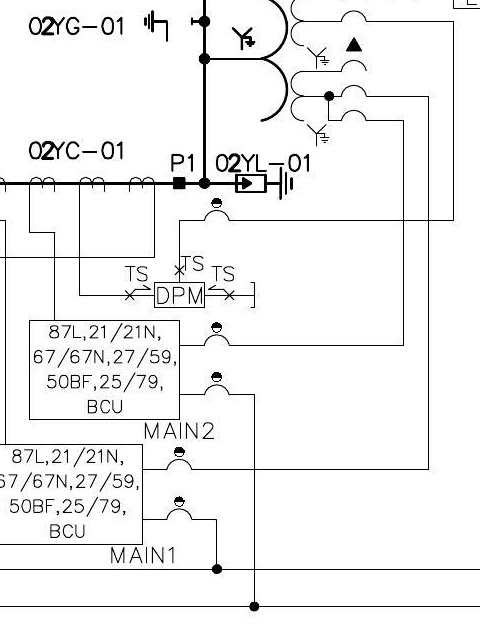 02YG-01
02YC-01
P1
02YL-01
TS
TS
TS
DPM
87L,21/21N,
67/67N,27/59,
50BF,25/79,
BCU
MAIN2
87L,21/21N,
67/67N,27/59,
50BF,25/79,
BCU
MAIN1